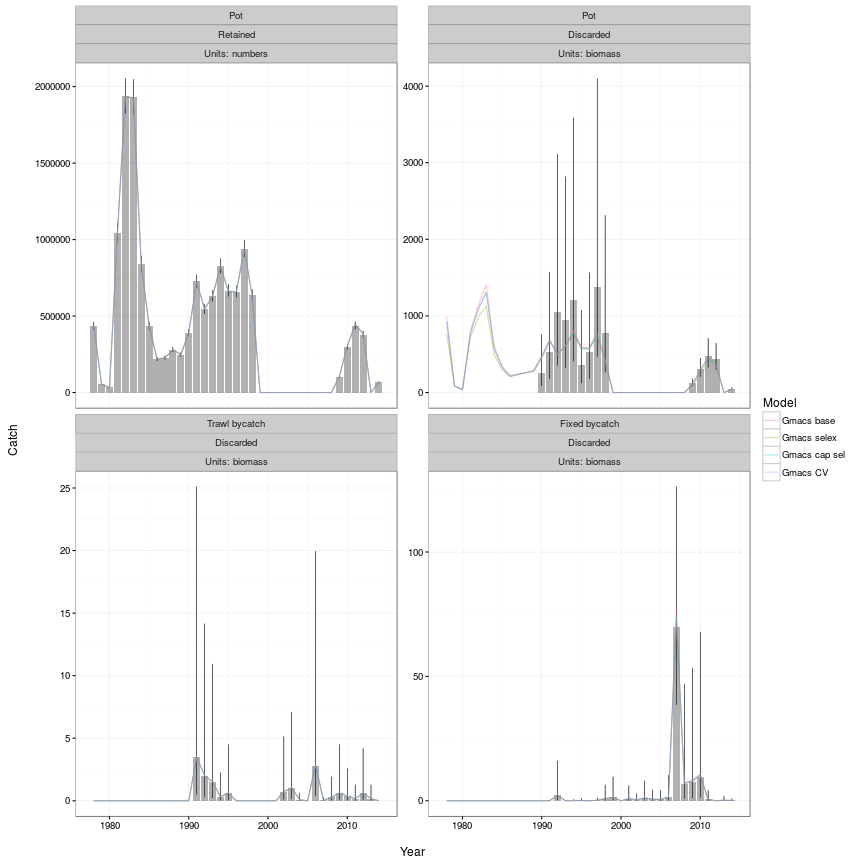 Pot
Retained
Units: numbers
Pot
Discarded
Units: biomass
2000000
1500000
1000000
500000
0
4000
3000
2000
1000
0
Catch
Trawl bycatch
Discarded
Units: biomass
Fixed bycatch
Discarded
Units: biomass
25
20
15
10
5
0
100
50
0
1980 1990 2000 2010
1980 1990 2000 2010
Year
Model
Gmacs base
Gmacs selex
Gmacs cap sel
Gmacs CV